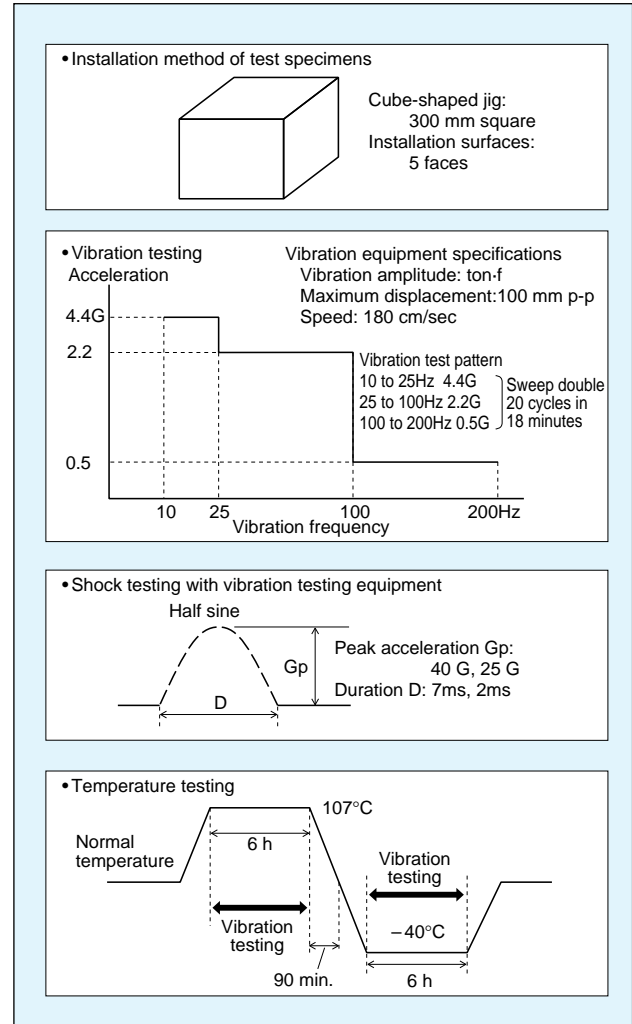 • Installation method of test specimens
Cube-shaped jig:
300 mm square
Installation surfaces:
5 faces
• Vibration testing
Acceleration
Vibration equipment specifications
Vibration amplitude: ton·f
Maximum displacement:100 mm p-p
Speed: 180 cm/sec
4.4G
2.2
0.5
Vibration test pattern
10 to 25Hz 4.4G
25 to 100Hz 2.2G
100 to 200Hz 0.5G
Sweep double
20 cycles in
18 minutes
10 25 100 200Hz
Vibration frequency
• Shock testing with vibration testing equipment
Half sine
Gp
D
Peak acceleration Gp:
40 G, 25 G
Duration D: 7ms, 2ms
• Temperature testing
Normal
temperature
107°C
6 h
Vibration
testing
90 min.
Vibration
testing
–40°C
6 h